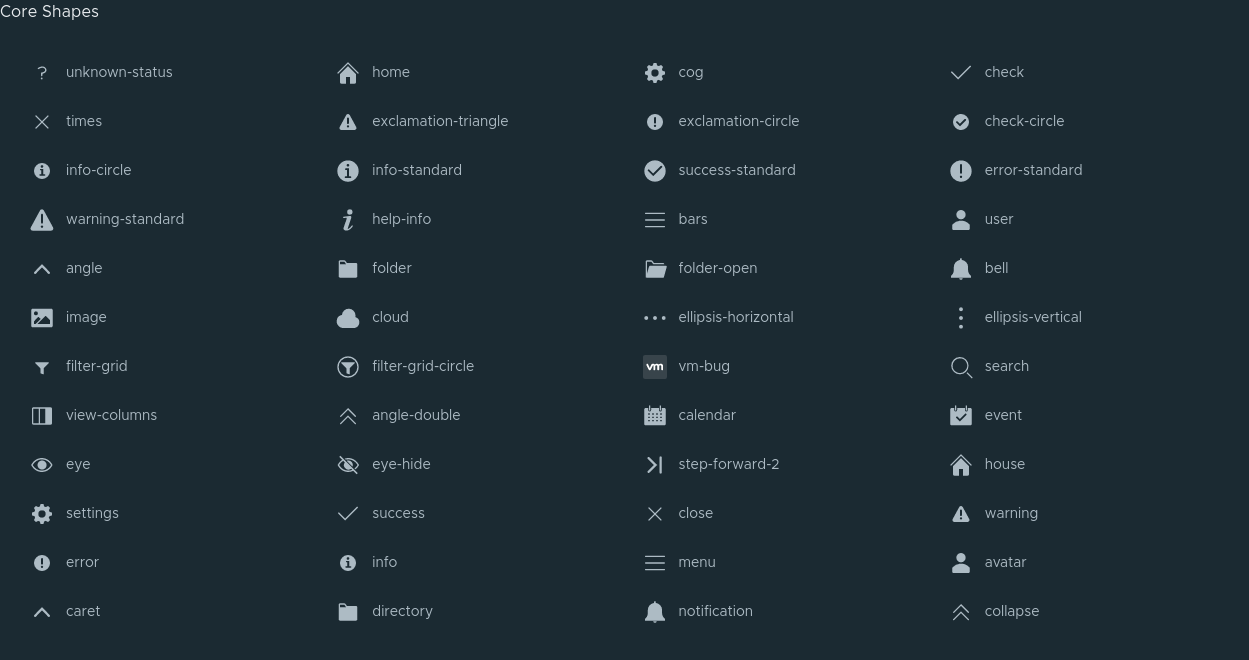 Core Shapes
unknown-status home cog check
times exclamation-triangle exclamation-circle check-circle
info-circle info-standard success-standard error-standard
warning-standard help-info bars user
angle folder folder-open bell
image cloud ellipsis-horizontal ellipsis-vertical
filter-grid filter-grid-circle vm vm-bug search
view-columns angle-double calendar event
eye eye-hide step-forward-2 house
settings success close warning
error info menu avatar
caret directory notification collapse